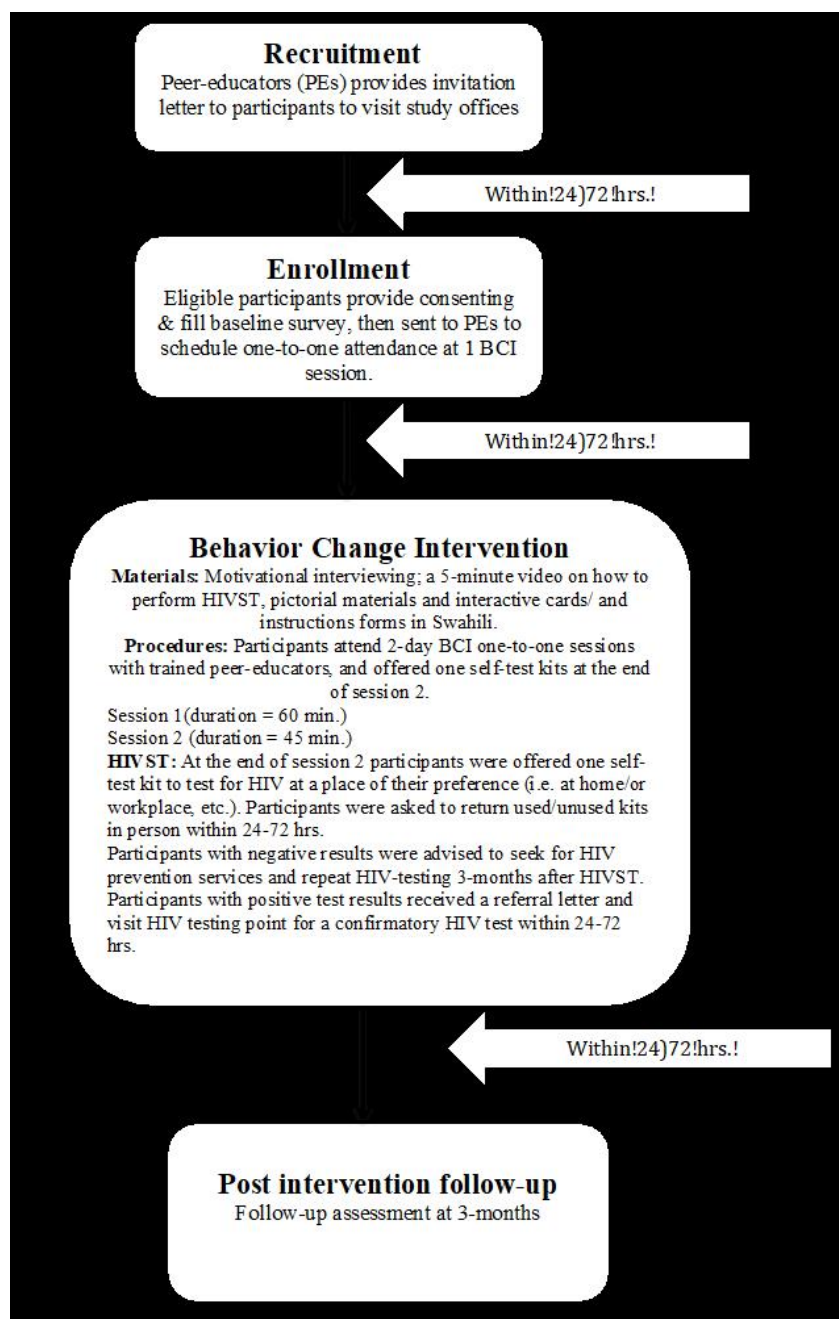 Recruitment
Peer-educators (PEs) provides invitation
letter to participants to visit study offices
Within!24)72!hrs.!
Enrollment
Eligible participants provide consenting
& fill baseline survey, then sent to PEs to
schedule one-to-one attendance at 1 BCI
session.
Within!24)72!hrs.!
Behavior Change Intervention
Materials: Motivational interviewing; a 5-minute video on how to
perform HIVST, pictorial materials and interactive cards/ and
instructions forms in Swahili.
Procedures: Participants attend 2-day BCI one-to-one sessions
with trained peer-educators, and offered one self-test kits at the end
of session 2.
Session 1(duration = 60 min.)
Session 2 (duration = 45 min.)
HIVST: At the end of session 2 participants were offered one self-
test kit to test for HIV at a place of their preference (i.e. at home/or
workplace, etc.). Participants were asked to return used/unused kits
in person within 24-72 hrs.
Participants with negative results were advised to seek for HIV
prevention services and repeat HIV-testing 3-months after HIVST.
Participants with positive test results received a referral letter and
visit HIV testing point for a confirmatory HIV test within 24-72
hrs.
Within!24)72!hrs.!
Post intervention follow-up
Follow-up assessment at 3-months